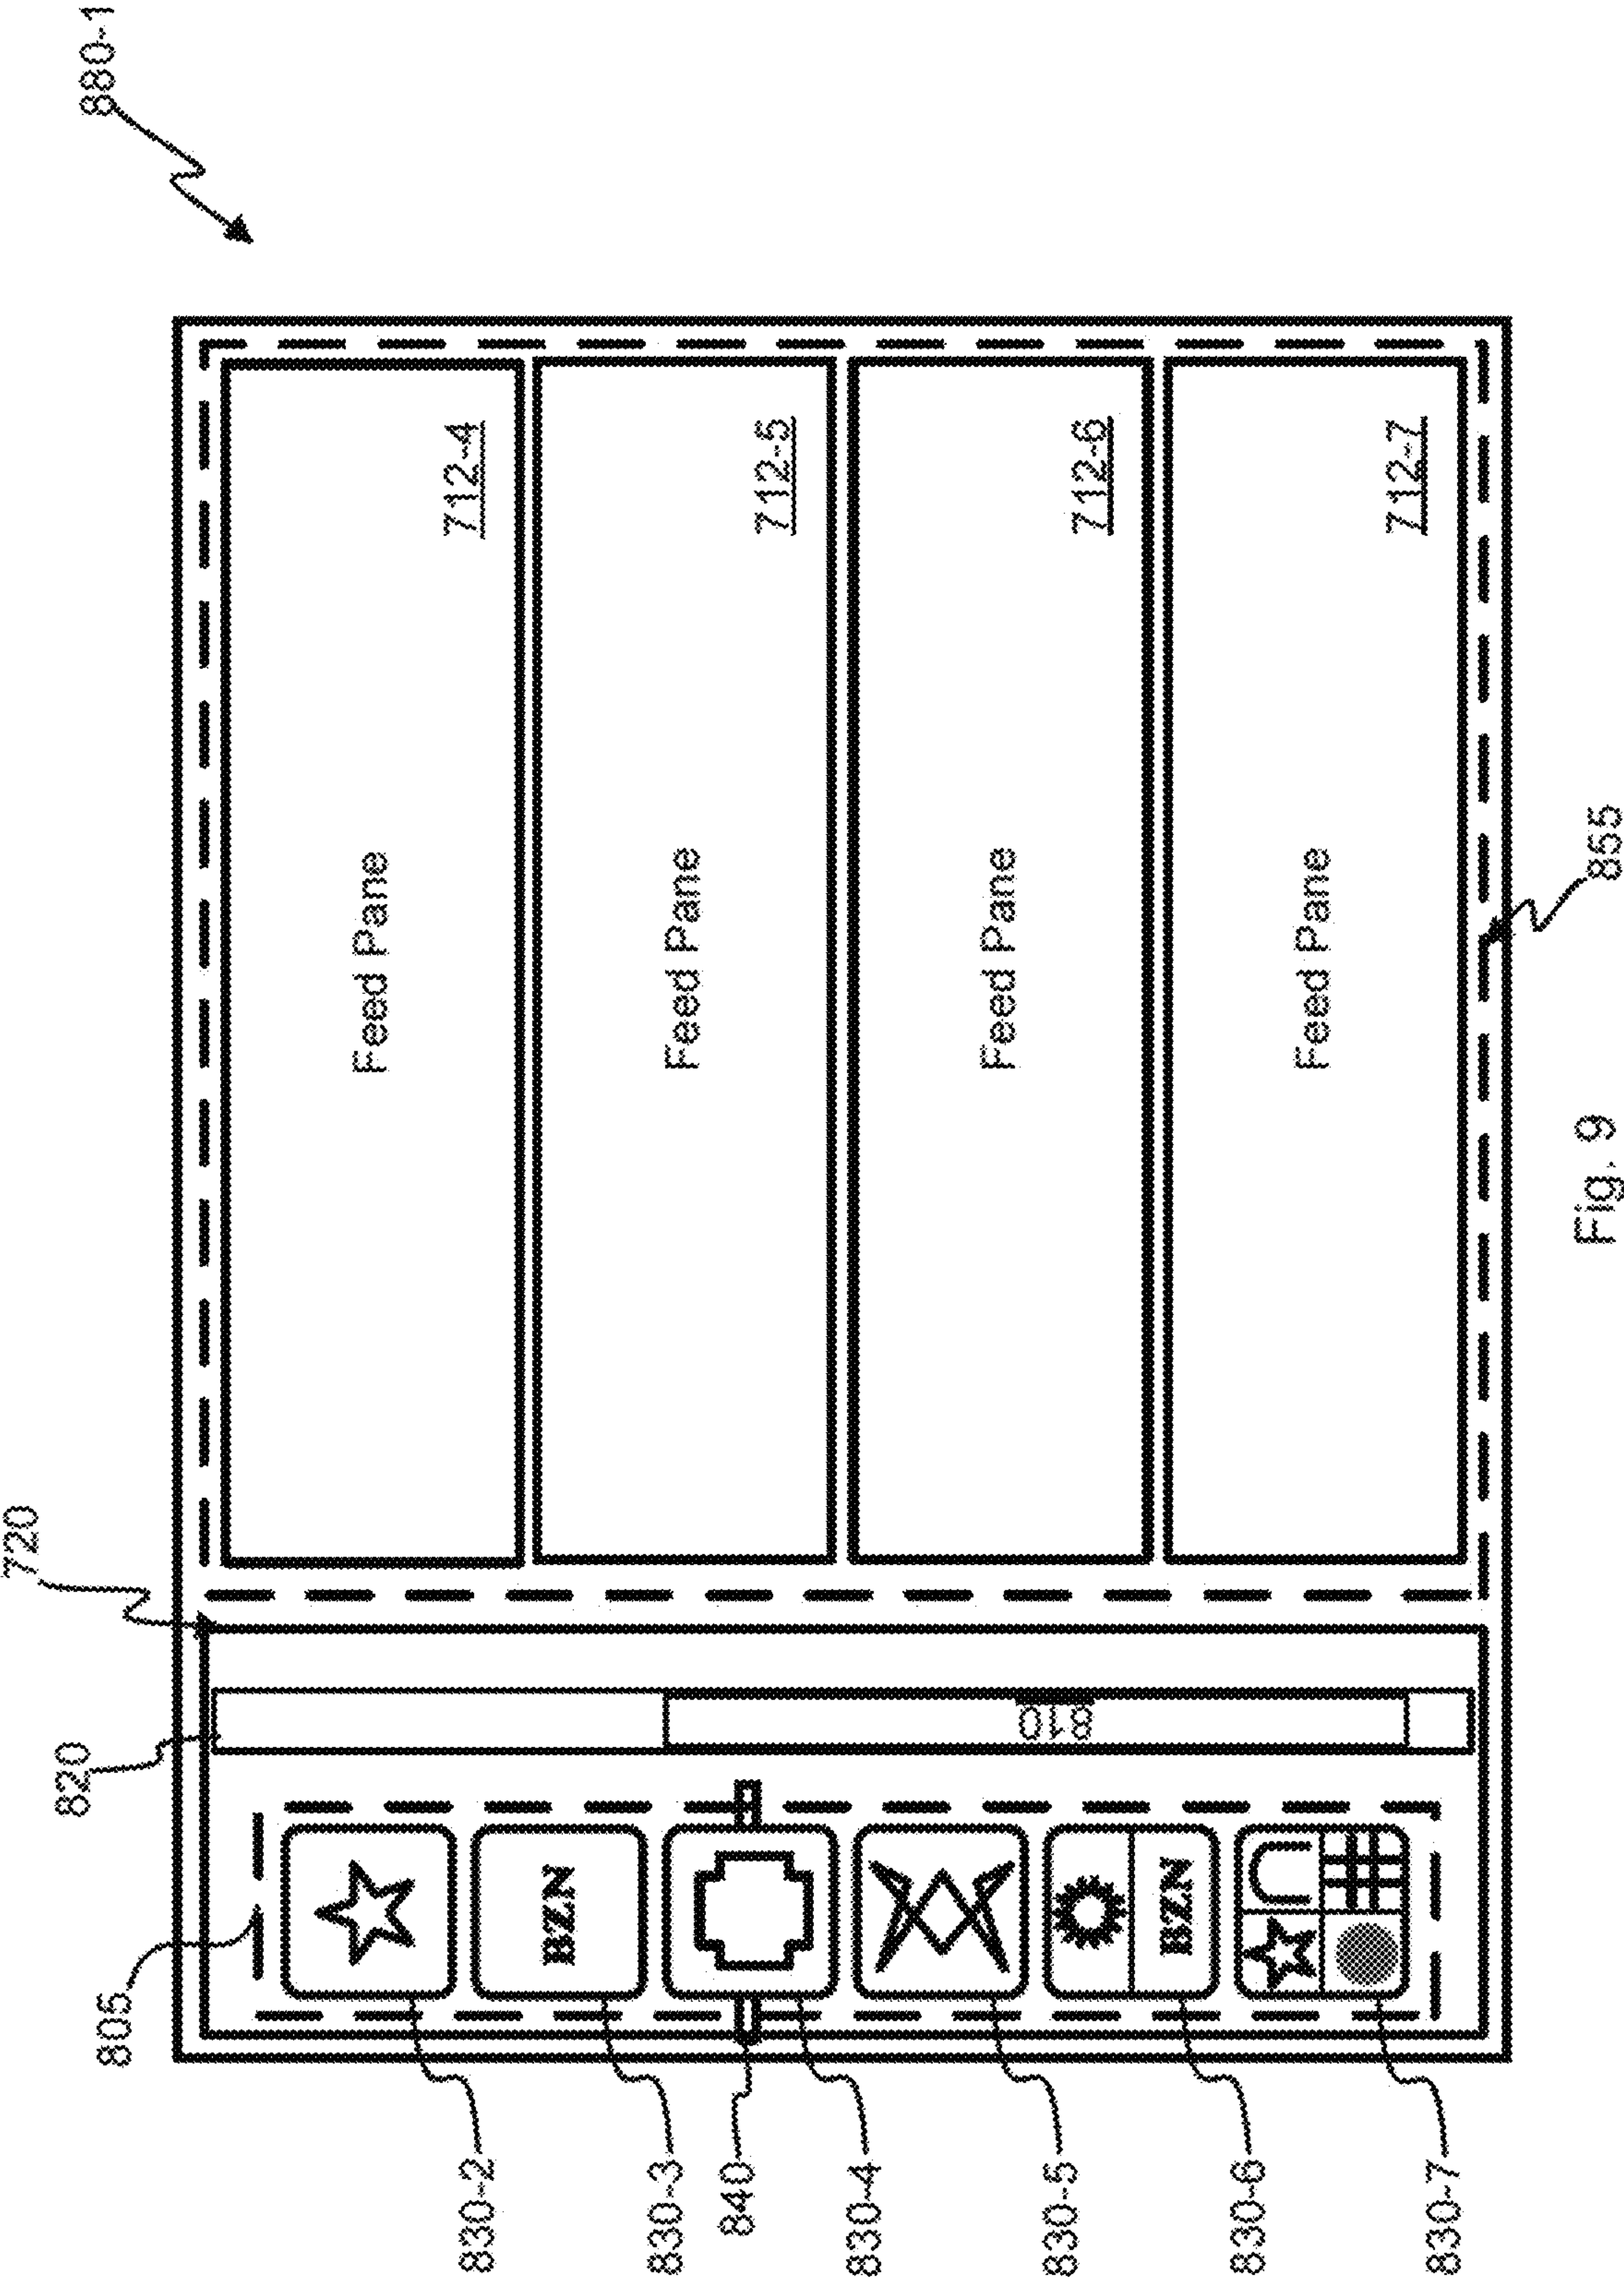 880-1
720
820
805
Feed Pane
712-4
Feed Pane
712-5
Feed Pane
712-6
Feed Pane
712-7
810
BZN
BZN
830-2
830-3
840
830-4
830-5
830-6
830-7
855
Fig. 9